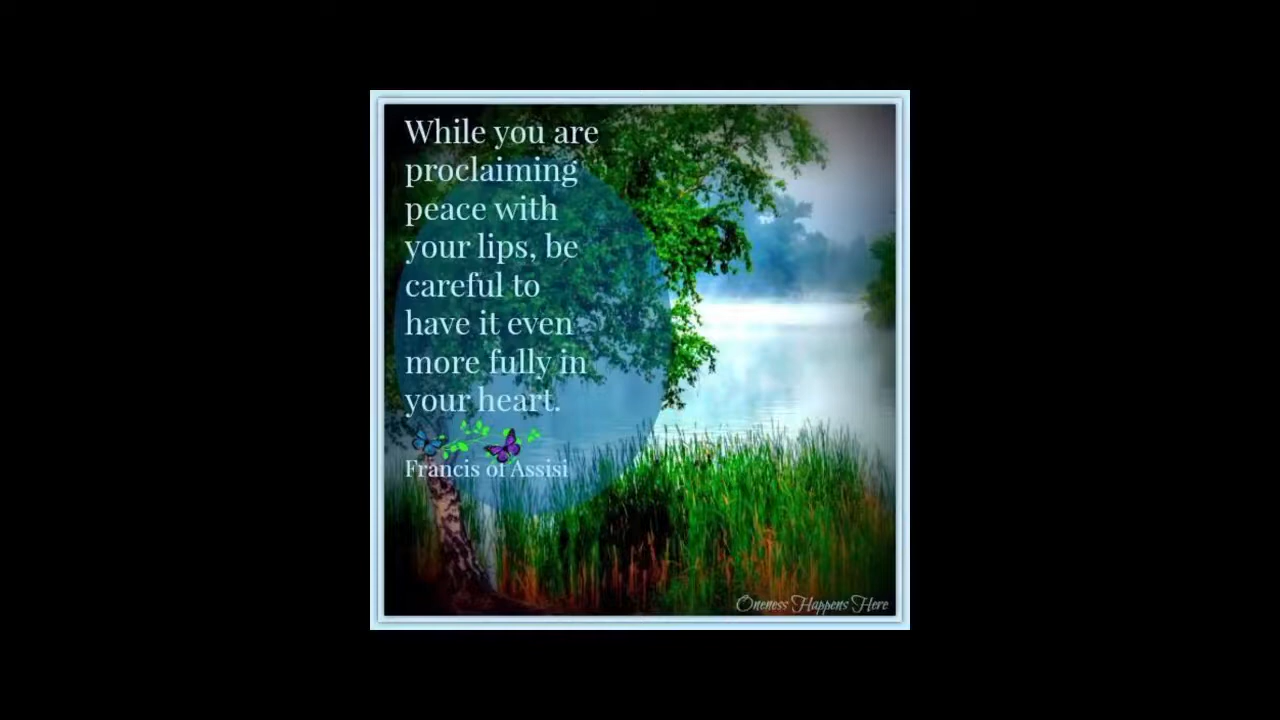 While you are
proclaiming
peace with
your lips, be
careful to
have it even
more fully in
your heart.
Francis of Assisi
Oneness Happens Here